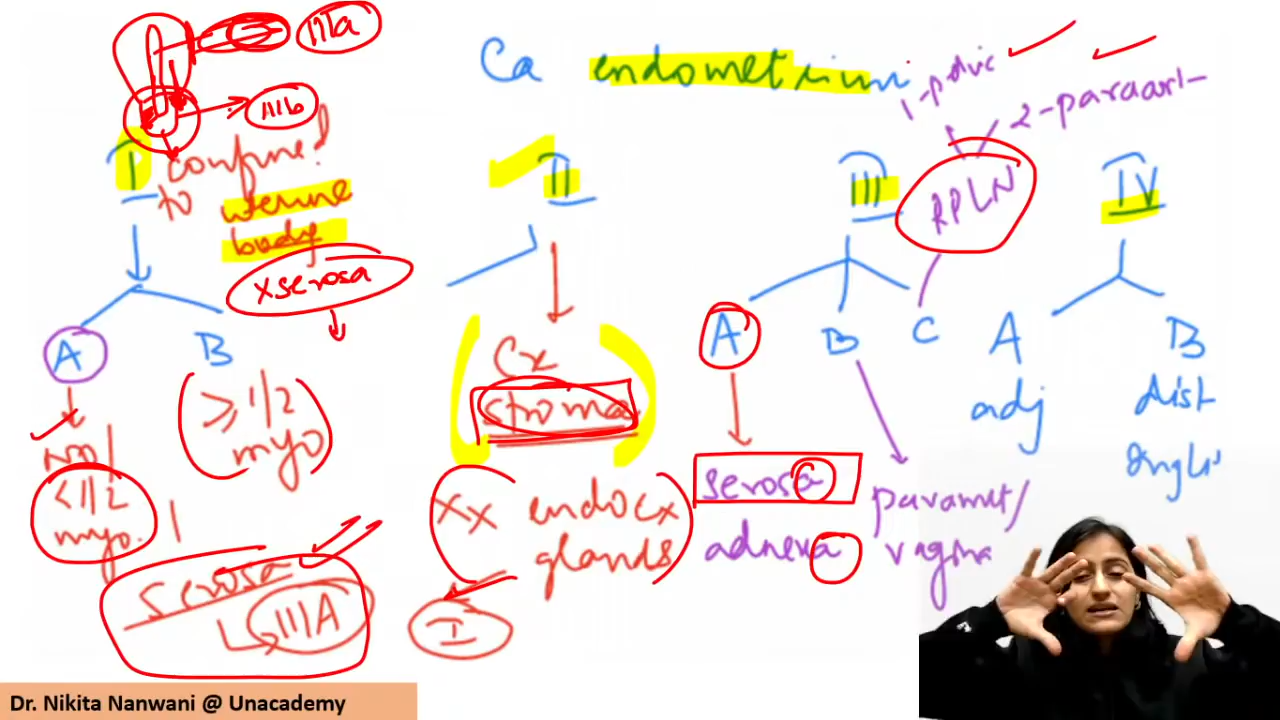 IIIa
Ca endometrium
IIIb
1-pelvic
2-paraaort-
I confined
to uterine
body
x serosa
II
III
RPLN
IV
A
B
No/
<1/2
myo.
≥ 1/2
myo
serosa
IIIA
Cx
stroma
xx endocx
glands
I
A
B
C
serosa
adnexa
paramet/
vagina
A
adj
B
dist
Dr. Nikita Nanwani @ Unacademy